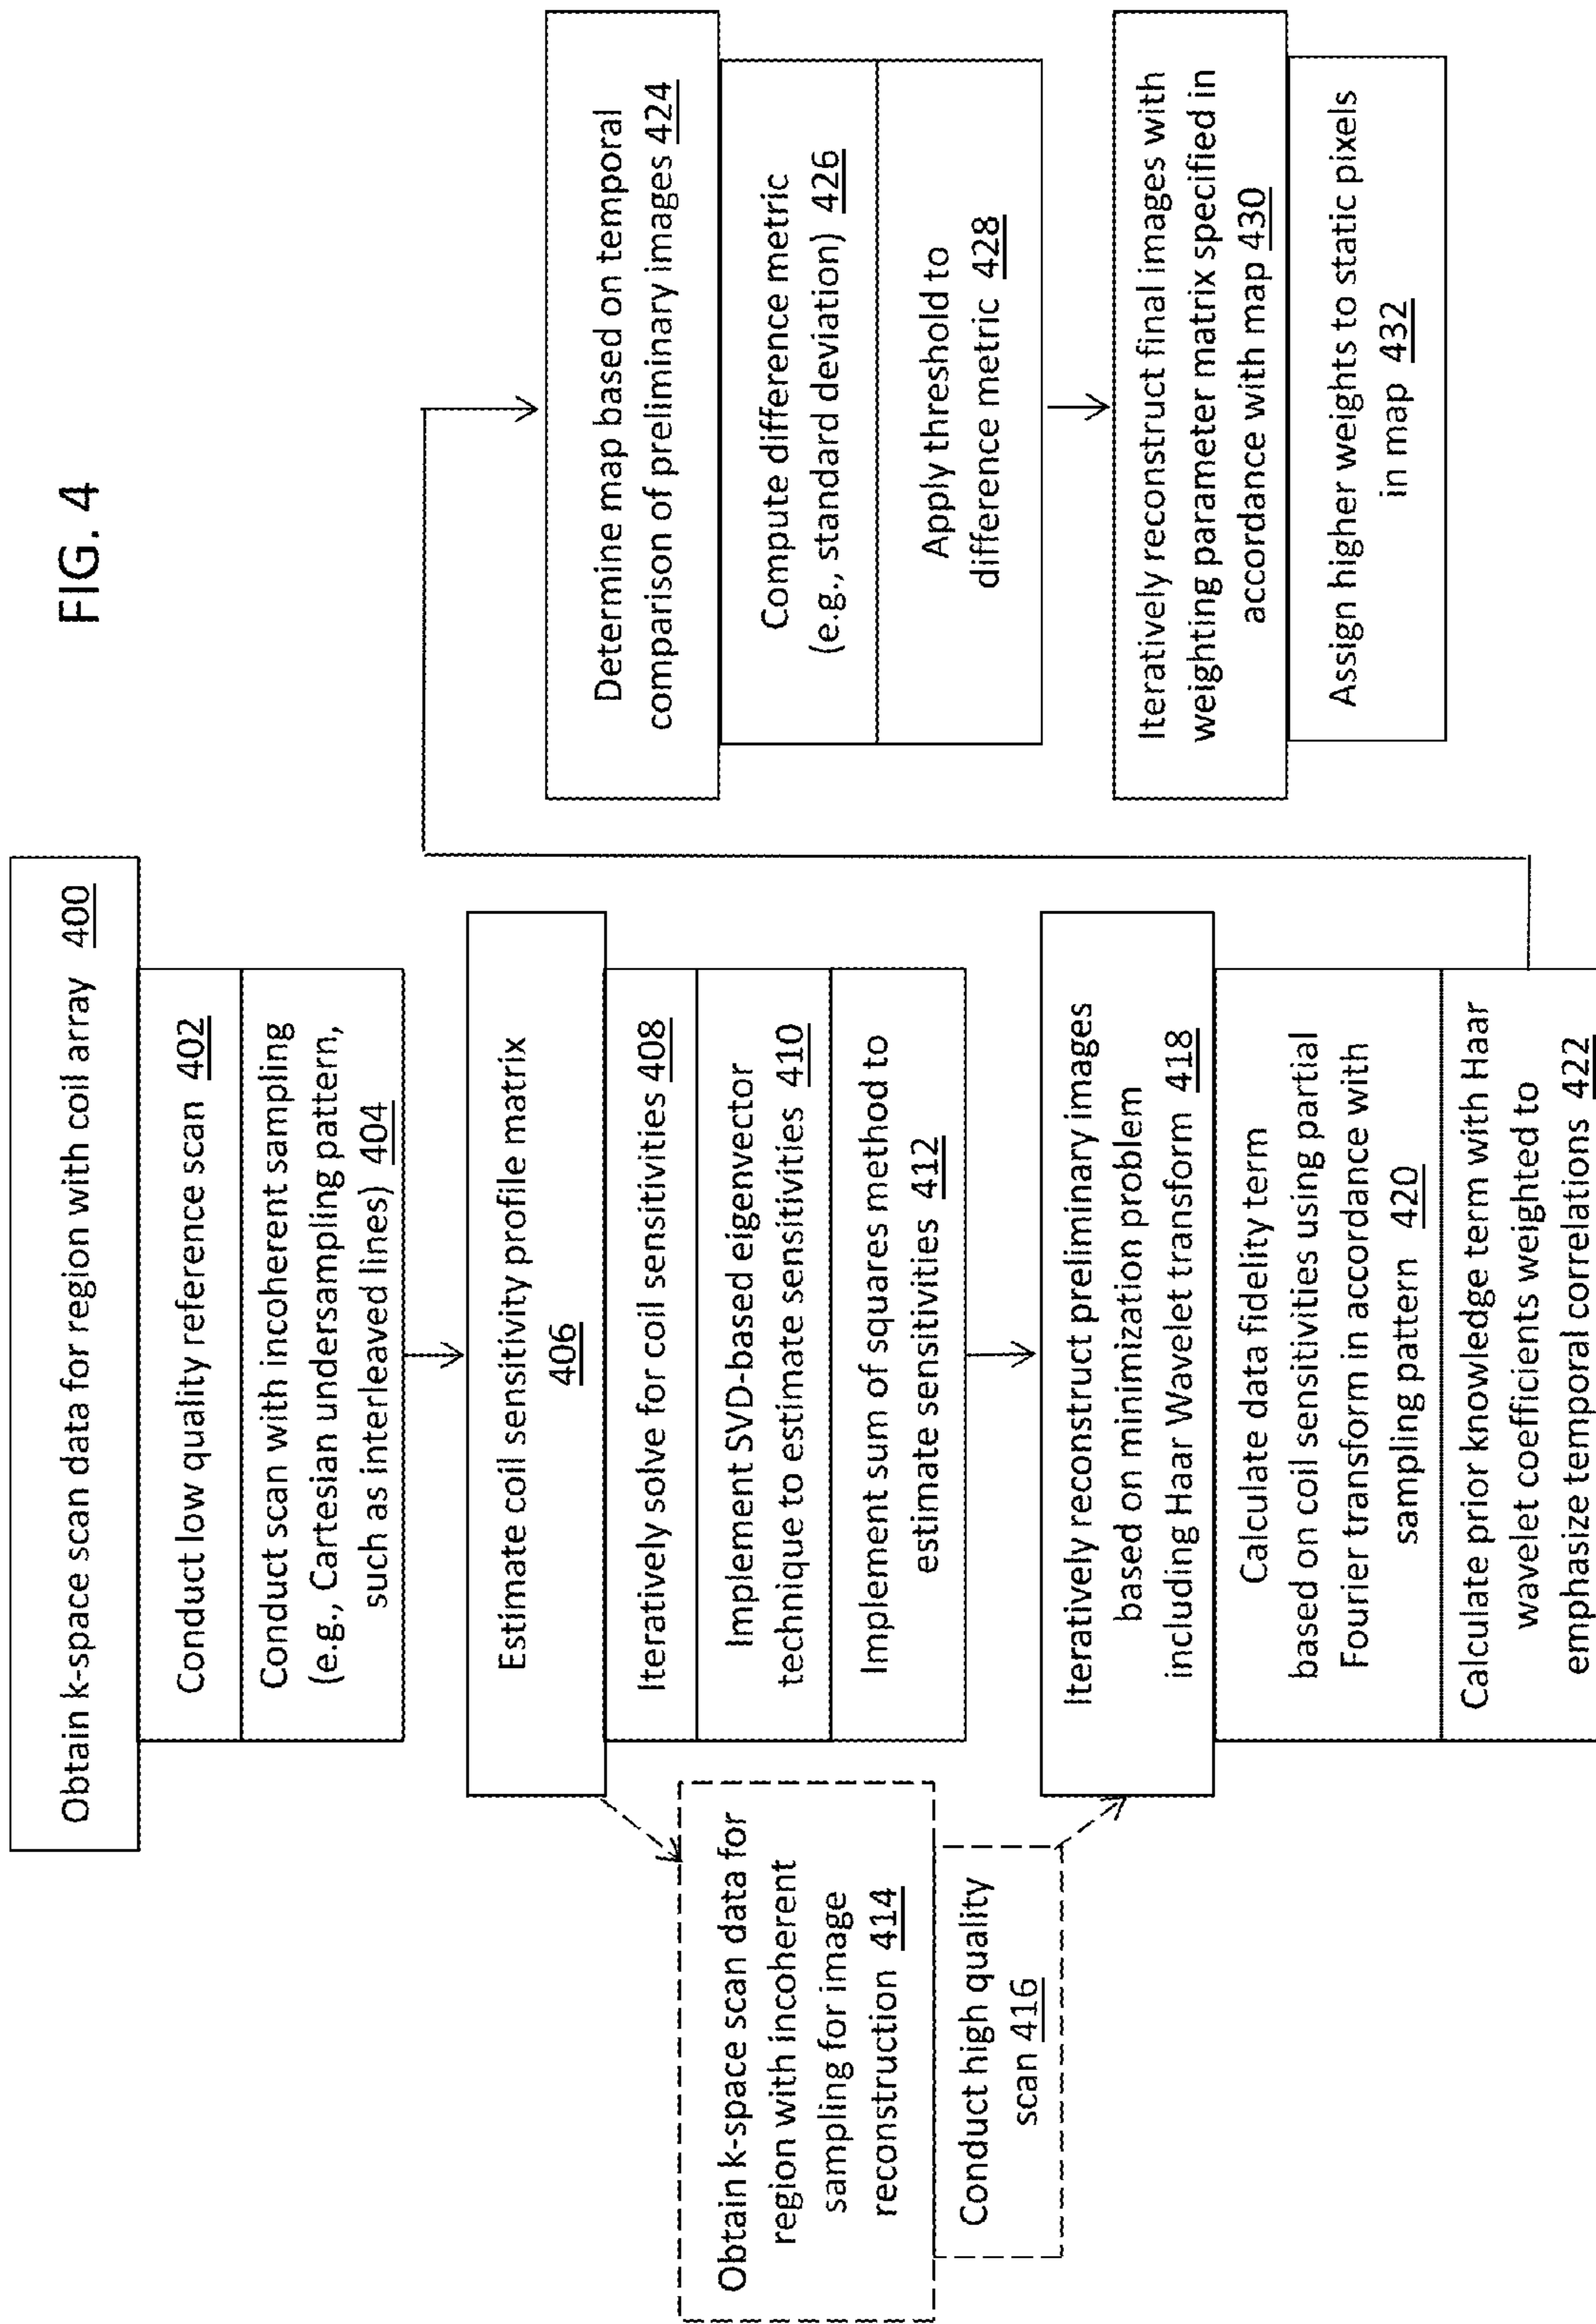 FIG. 4
Obtain k-space scan data for region with coil array 400
Conduct low quality reference scan 402
Conduct scan with incoherent sampling
(e.g., Cartesian undersampling pattern,
such as interleaved lines) 404
Estimate coil sensitivity profile matrix
406
Iteratively solve for coil sensitivities 408
Implement SVD-based eigenvector
technique to estimate sensitivities 410
Implement sum of squares method to
estimate sensitivities 412
Obtain k-space scan data for
region with incoherent
sampling for image
reconstruction 414
Conduct high quality
scan 416
Iteratively reconstruct preliminary images
based on minimization problem
including Haar Wavelet transform 418
Calculate data fidelity term
based on coil sensitivities using partial
Fourier transform in accordance with
sampling pattern 420
Calculate prior knowledge term with Haar
wavelet coefficients weighted to
emphasize temporal correlations 422
Determine map based on temporal
comparison of preliminary images 424
Compute difference metric
(e.g., standard deviation) 426
Apply threshold to
difference metric 428
Iteratively reconstruct final images with
weighting parameter matrix specified in
accordance with map 430
Assign higher weights to static pixels
in map 432